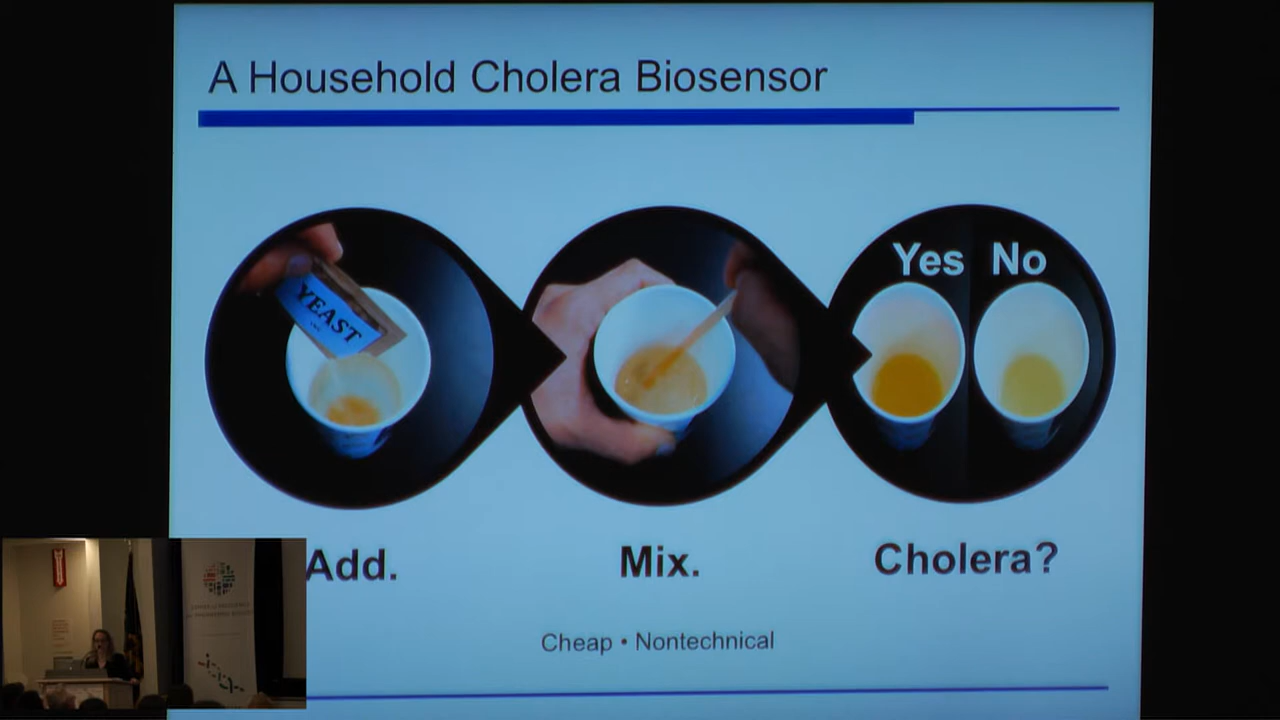 A Household Cholera Biosensor
YEAST
Yes No
Add.
Mix.
Cholera?
Cheap • Nontechnical